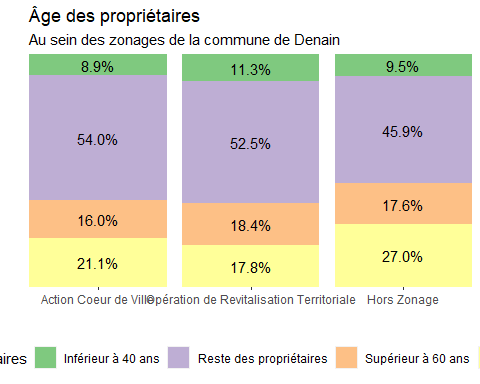 Âge des propriétaires
Au sein des zonages de la commune de Denain
8.9% 11.3% 9.5%
54.0% 52.5% 45.9%
16.0% 18.4% 17.6%
21.1% 17.8% 27.0%
Action Coeur de Ville Opération de Revitalisation Territoriale Hors Zonage
aires Inférieur à 40 ans Reste des propriétaires Supérieur à 60 ans